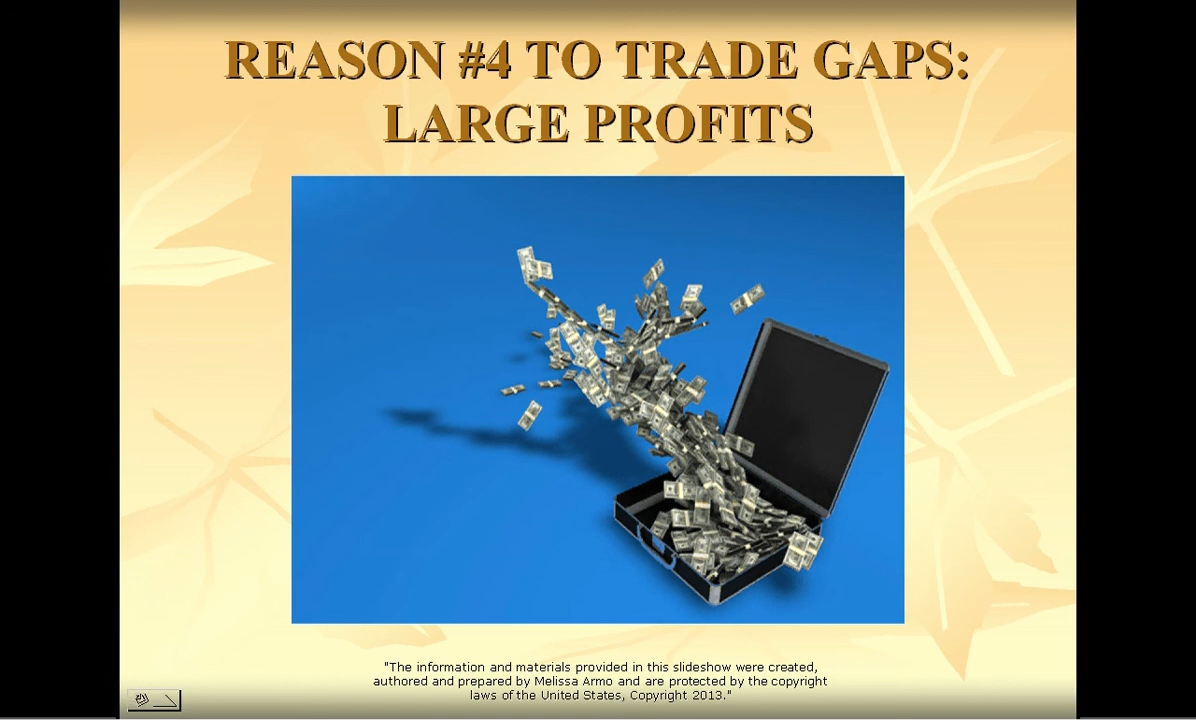 REASON #4 TO TRADE GAPS:
LARGE PROFITS
"The information and materials provided in this slideshow were created,
authored and prepared by Melissa Armo and are protected by the copyright
laws of the United States, Copyright 2013."